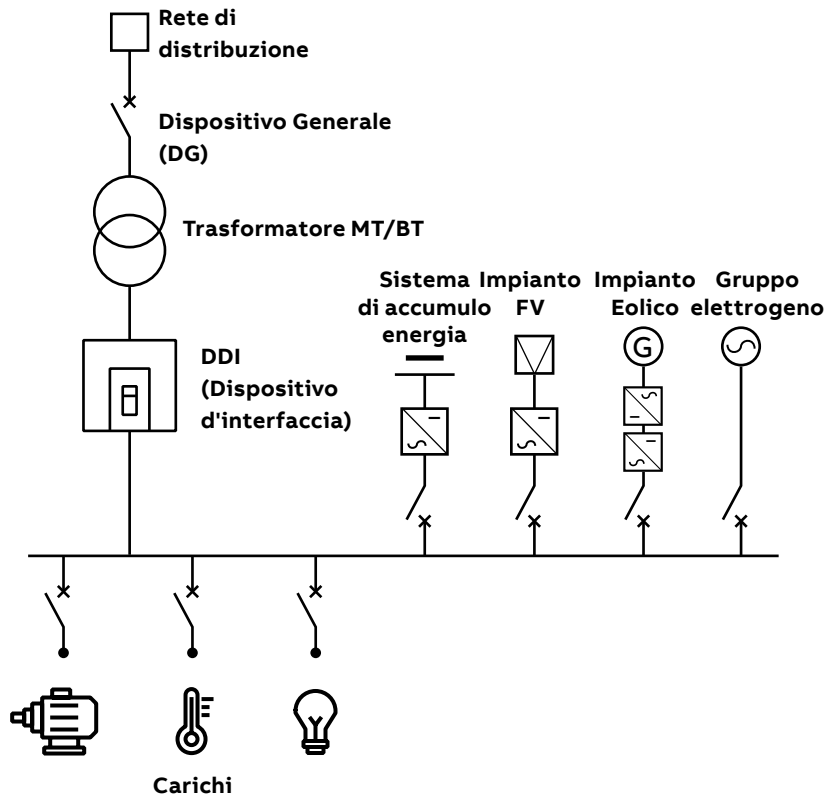 Rete di
distribuzione
Dispositivo Generale
(DG)
Trasformatore MT/BT
Sistema
di accumulo
energia
Impianto
FV
Impianto
Eolico
Gruppo
elettrogeno
G
DDI
(Dispositivo
d'interfaccia)
Carichi